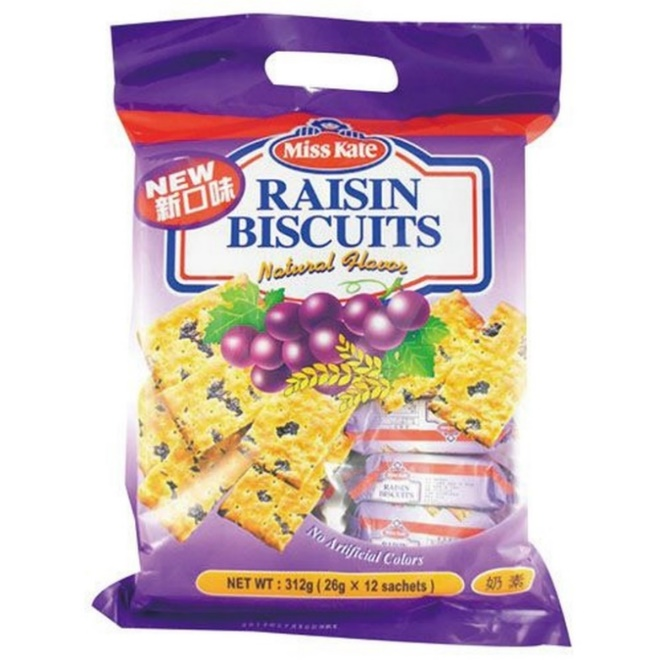 Miss Kate
NEW
新口味
RAISIN
BISCUITS
Natural Flavor
RAISIN
BISCUITS
No Artificial Colors
NET WT : 312g ( 26g × 12 sachets )
奶 素